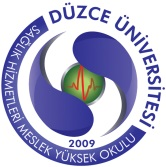 DÜZCE ÜNİVERSİTESİ
SAĞLIK HİZMETLERİ MESLEK YÜKSEK OKULU
2009